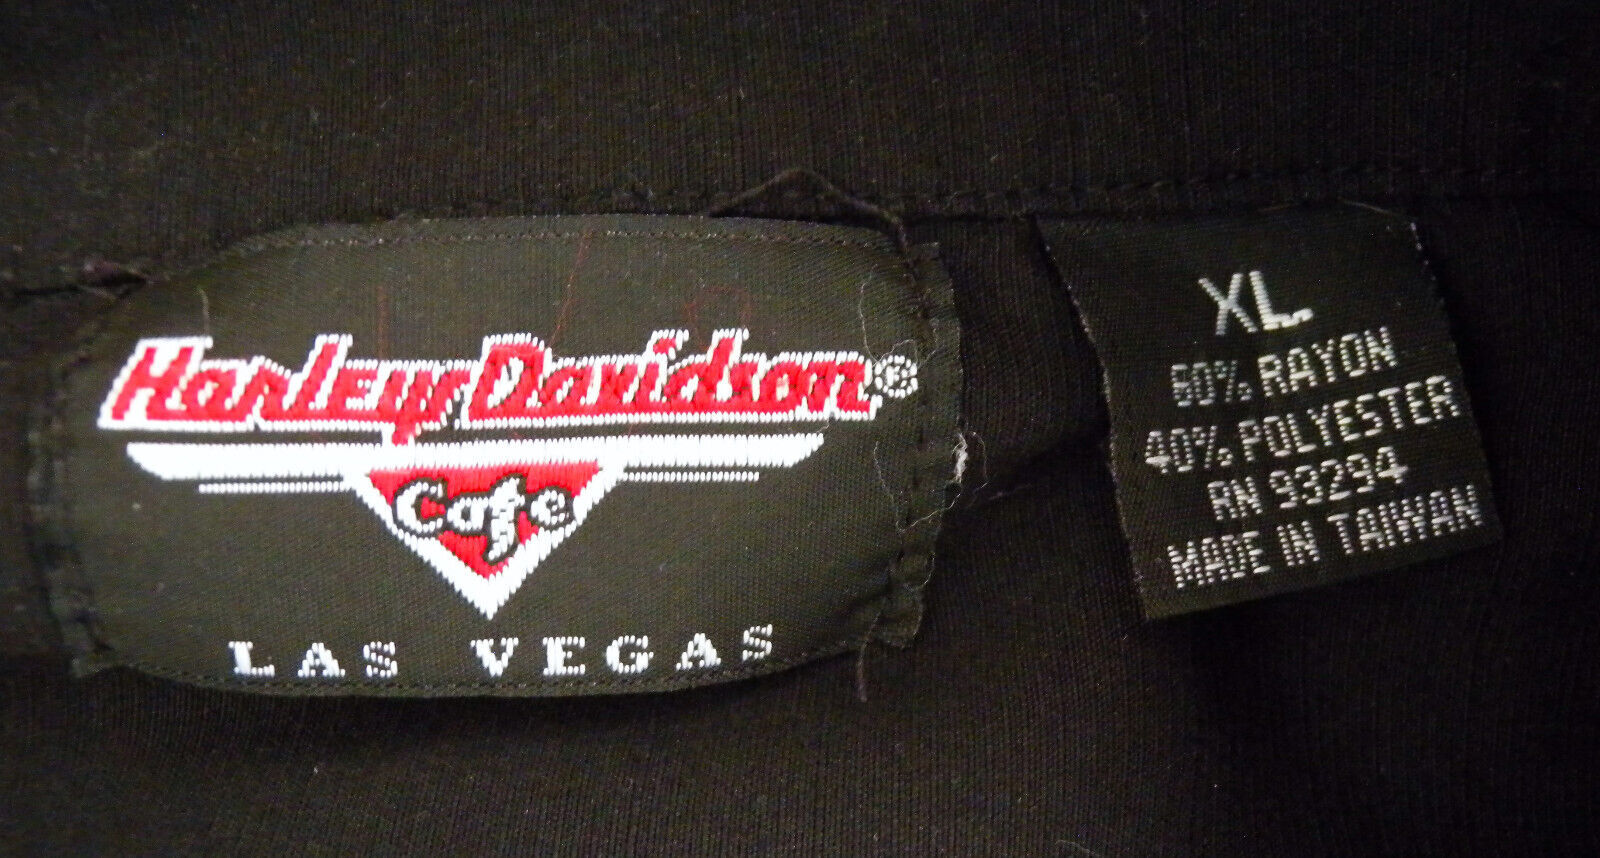 Harley-Davidson®
Cafe
LAS VEGAS
XL
60% RAYON
40% POLYESTER
RN 93294
MADE IN TAIWAN